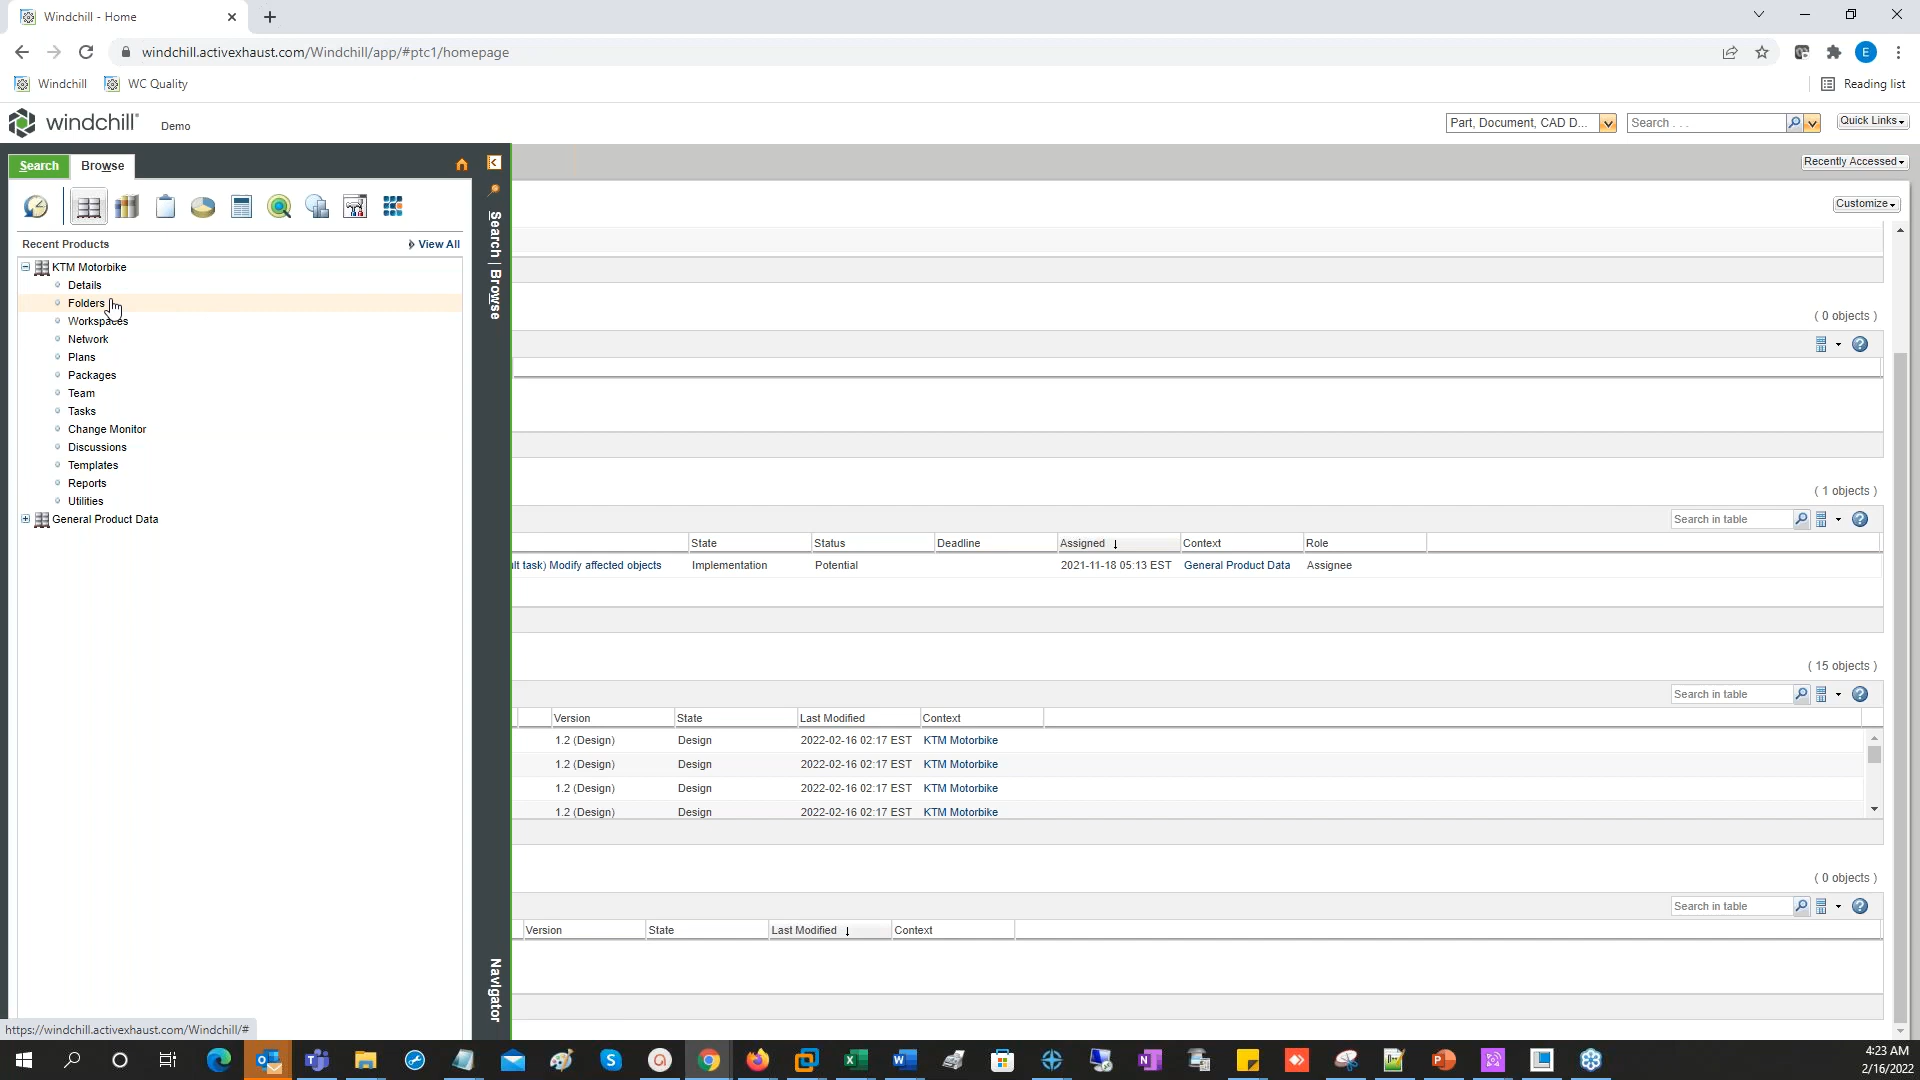 Windchill - Home
windchill.activexhaust.com/Windchill/app/#ptc1/homepage
E
Windchill WC Quality Reading list
windchill Demo Part, Document, CAD D... Search . . . Quick Links
Search Browse
Recently Accessed
Customize
Recent Products View All
KTM Motorbike
Details
Folders
Workspaces
Network
Plans
Packages
Team
Tasks
Change Monitor
Discussions
Templates
Reports
Utilities
General Product Data
Search | Browse
Navigator
( 0 objects )
( 1 objects )
Search in table
State Status Deadline Assigned Context Role
lt task) Modify affected objects Implementation Potential 2021-11-18 05:13 EST General Product Data Assignee
( 15 objects )
Search in table
Version State Last Modified Context
1.2 (Design) Design 2022-02-16 02:17 EST KTM Motorbike
1.2 (Design) Design 2022-02-16 02:17 EST KTM Motorbike
1.2 (Design) Design 2022-02-16 02:17 EST KTM Motorbike
1.2 (Design) Design 2022-02-16 02:17 EST KTM Motorbike
( 0 objects )
Search in table
Version State Last Modified Context
https://windchill.activexhaust.com/Windchill/#
4:23 AM
2/16/2022